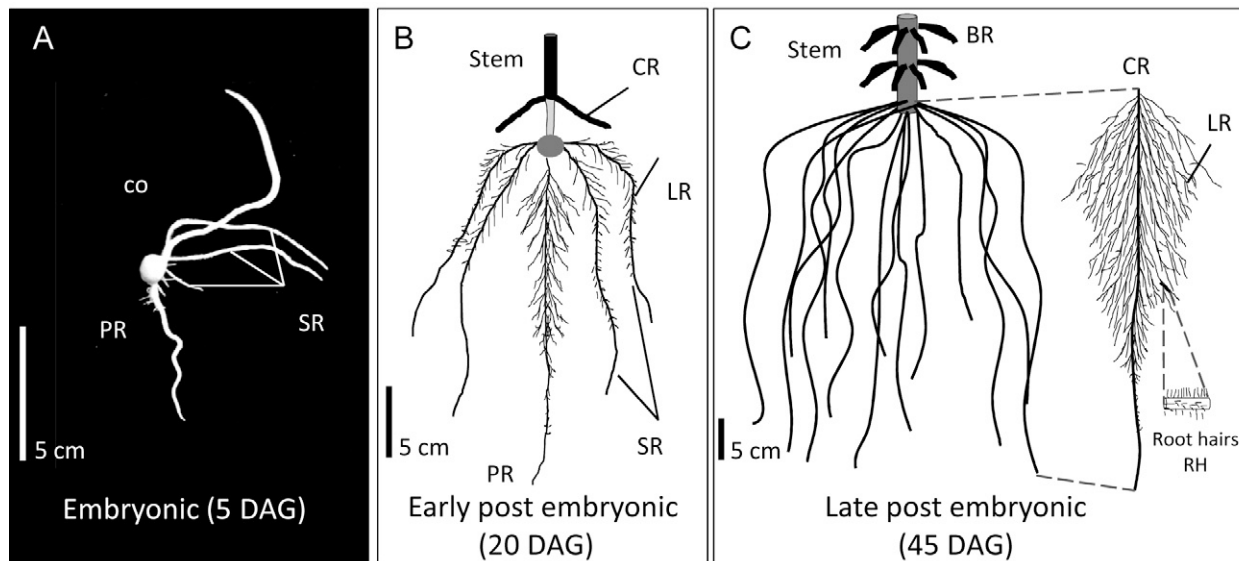 A
co
PR
SR
5 cm
Embryonic (5 DAG)
B
Stem
CR
LR
5 cm
SR
PR
Early post embryonic
(20 DAG)
C
Stem
BR
CR
LR
5 cm
Root hairs
RH
Late post embryonic
(45 DAG)